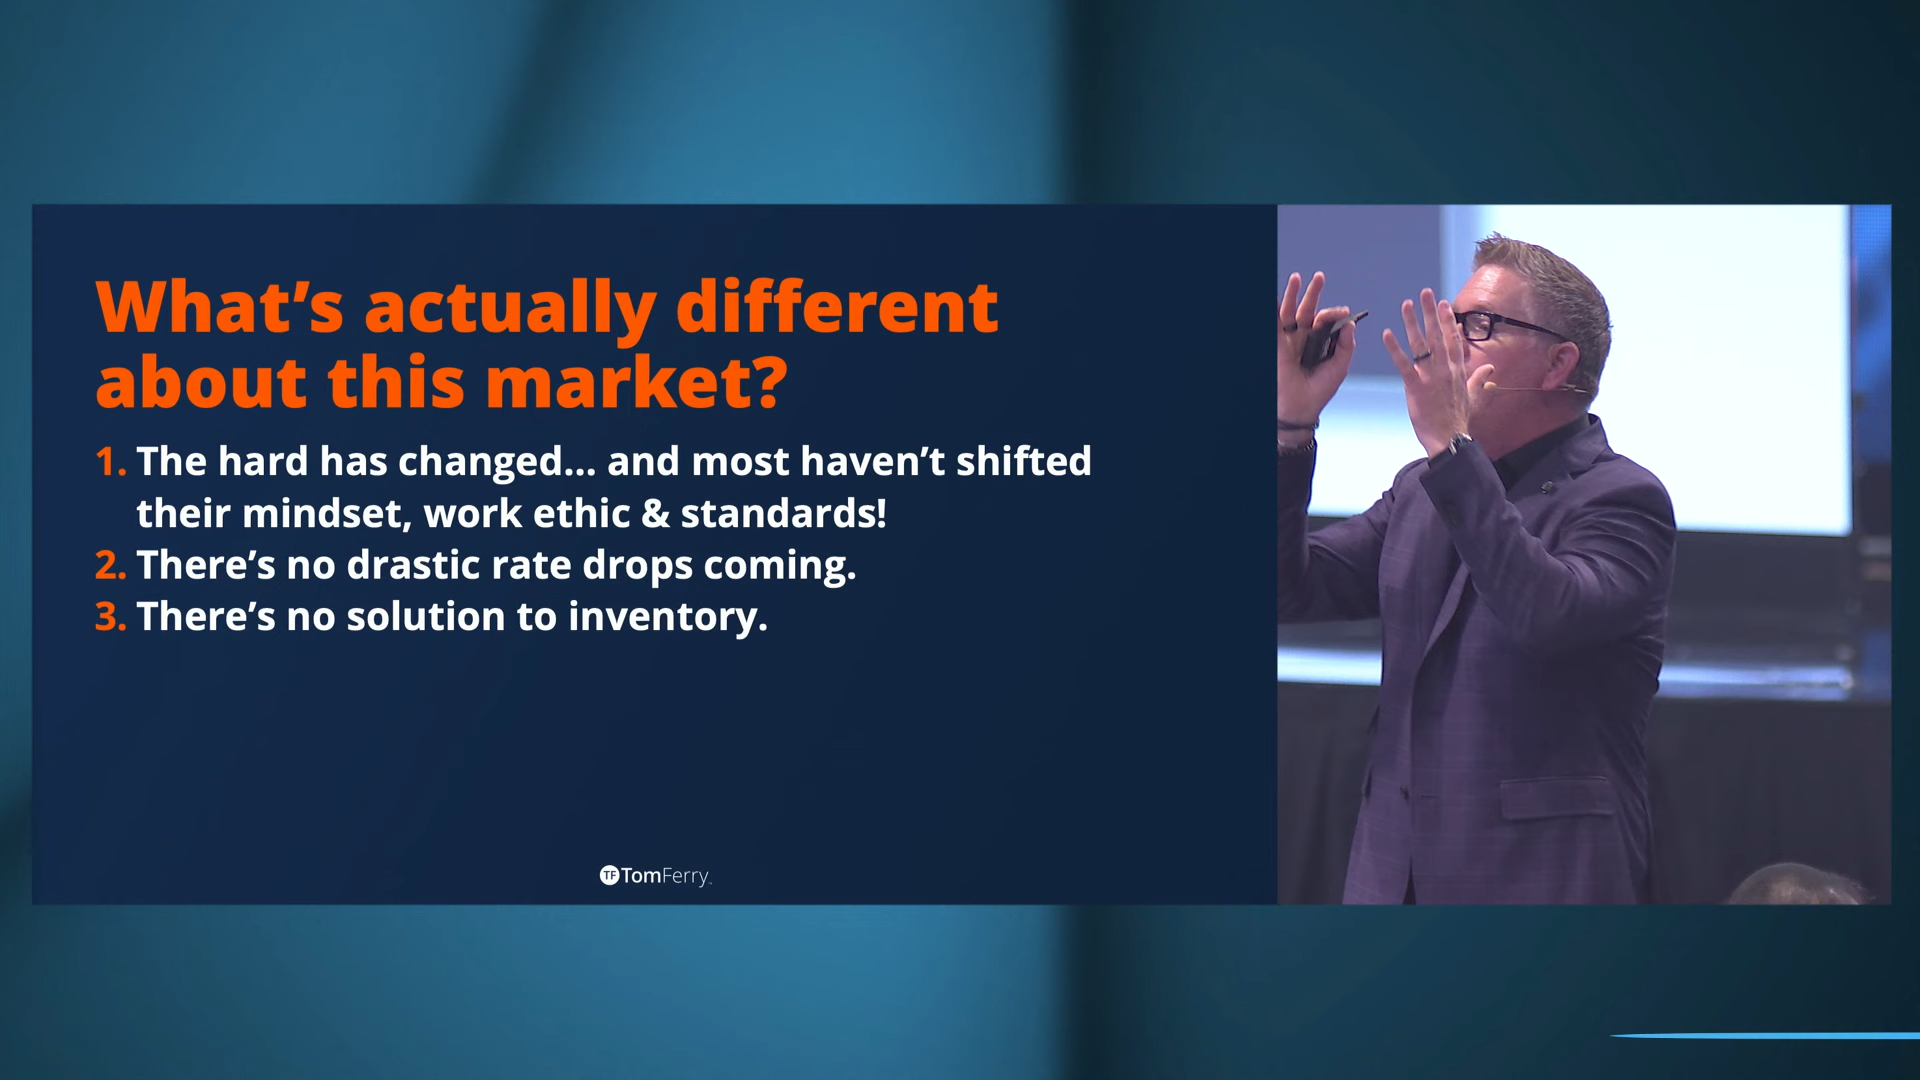 What’s actually different
about this market?
1. The hard has changed... and most haven’t shifted
their mindset, work ethic & standards!
2. There’s no drastic rate drops coming.
3. There’s no solution to inventory.
TF TomFerry